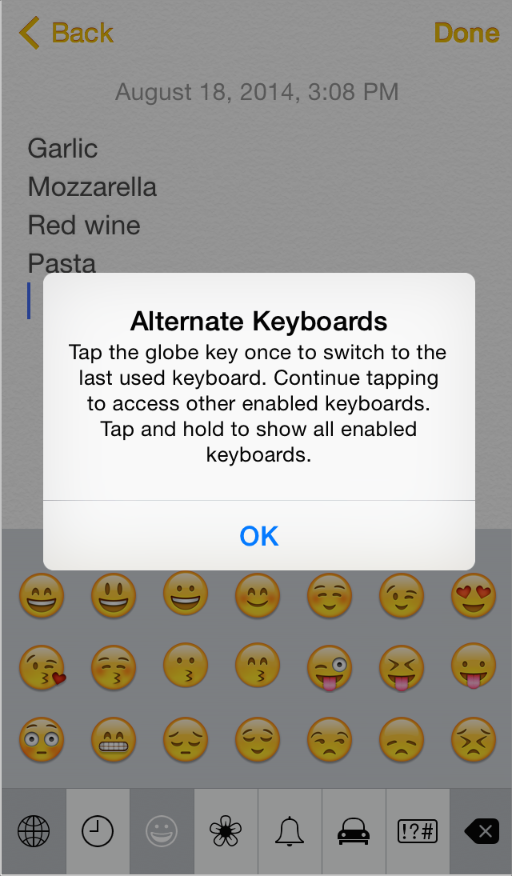 Back Done
August 18, 2014, 3:08 PM
Garlic
Mozzarella
Red wine
Pasta
Alternate Keyboards
Tap the globe key once to switch to the
last used keyboard. Continue tapping
to access other enabled keyboards.
Tap and hold to show all enabled
keyboards.
OK
!?#